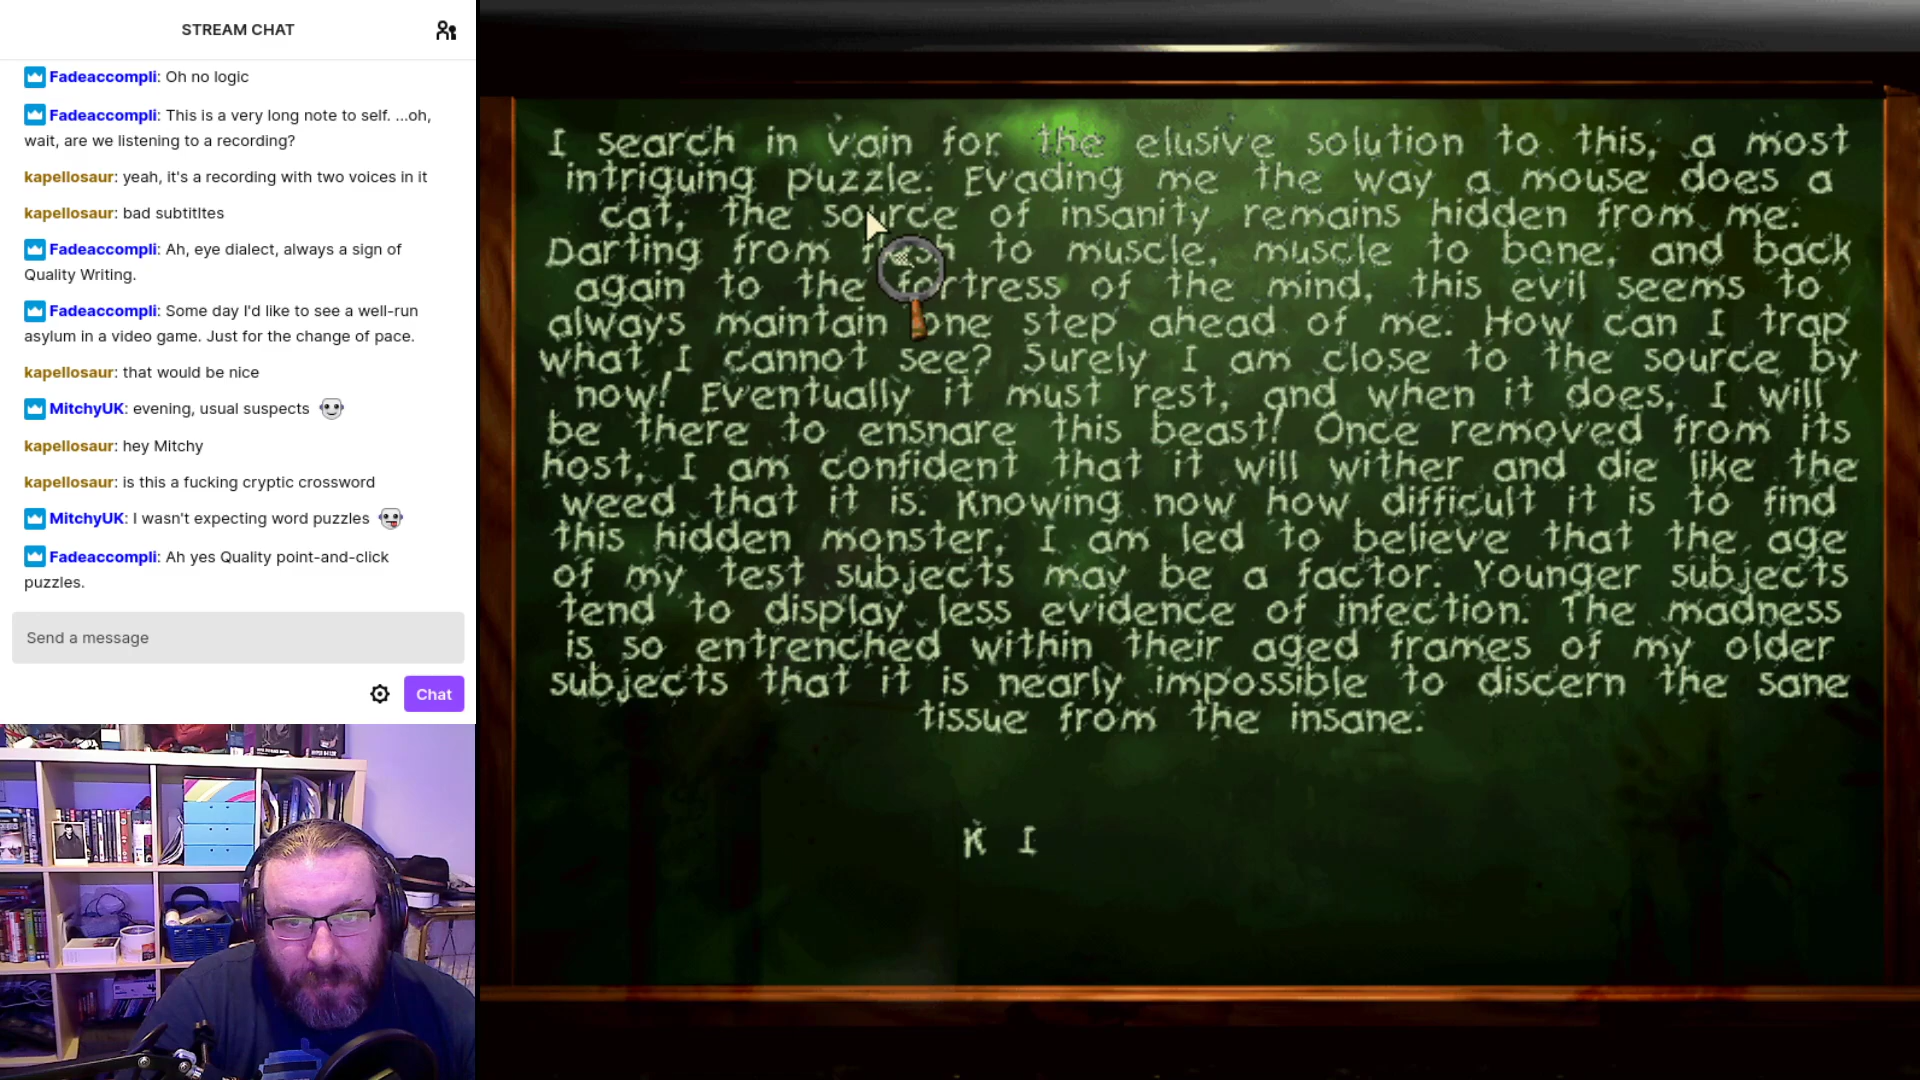 STREAM CHAT
Fadeaccompli: Oh no logic
Fadeaccompli: This is a very long note to self. ...oh,
wait, are we listening to a recording?
kapellosaur: yeah, it's a recording with two voices in it
kapellosaur: bad subtitltes
Fadeaccompli: Ah, eye dialect, always a sign of
Quality Writing.
Fadeaccompli: Some day I'd like to see a well-run
asylum in a video game. Just for the change of pace.
kapellosaur: that would be nice
MitchyUK: evening, usual suspects
kapellosaur: hey Mitchy
kapellosaur: is this a fucking cryptic crossword
MitchyUK: I wasn't expecting word puzzles
Fadeaccompli: Ah yes Quality point-and-click
puzzles.
Send a message
Chat
I search in vain for the elusive solution to this, a most
intriguing puzzle. Evading me the way a mouse does a
cat, the source of insanity remains hidden from me.
Darting from to muscle, muscle to bone, and back
again to the fortress of the mind, this evil seems to
always maintain one step ahead of me. How can I trap
what I cannot see? Surely I am close to the source by
now! Eventually it must rest, and when it does, I will
be there to ensnare this beast! Once removed from its
host, I am confident that it will wither and die like the
weed that it is. Knowing now how difficult it is to find
this hidden monster, I am led to believe that the age
of my test subjects may be a factor. Younger subjects
tend to display less evidence of infection. The madness
is so entrenched within their aged frames of my older
subjects that it is nearly impossible to discern the sane
tissue from the insane.
K I